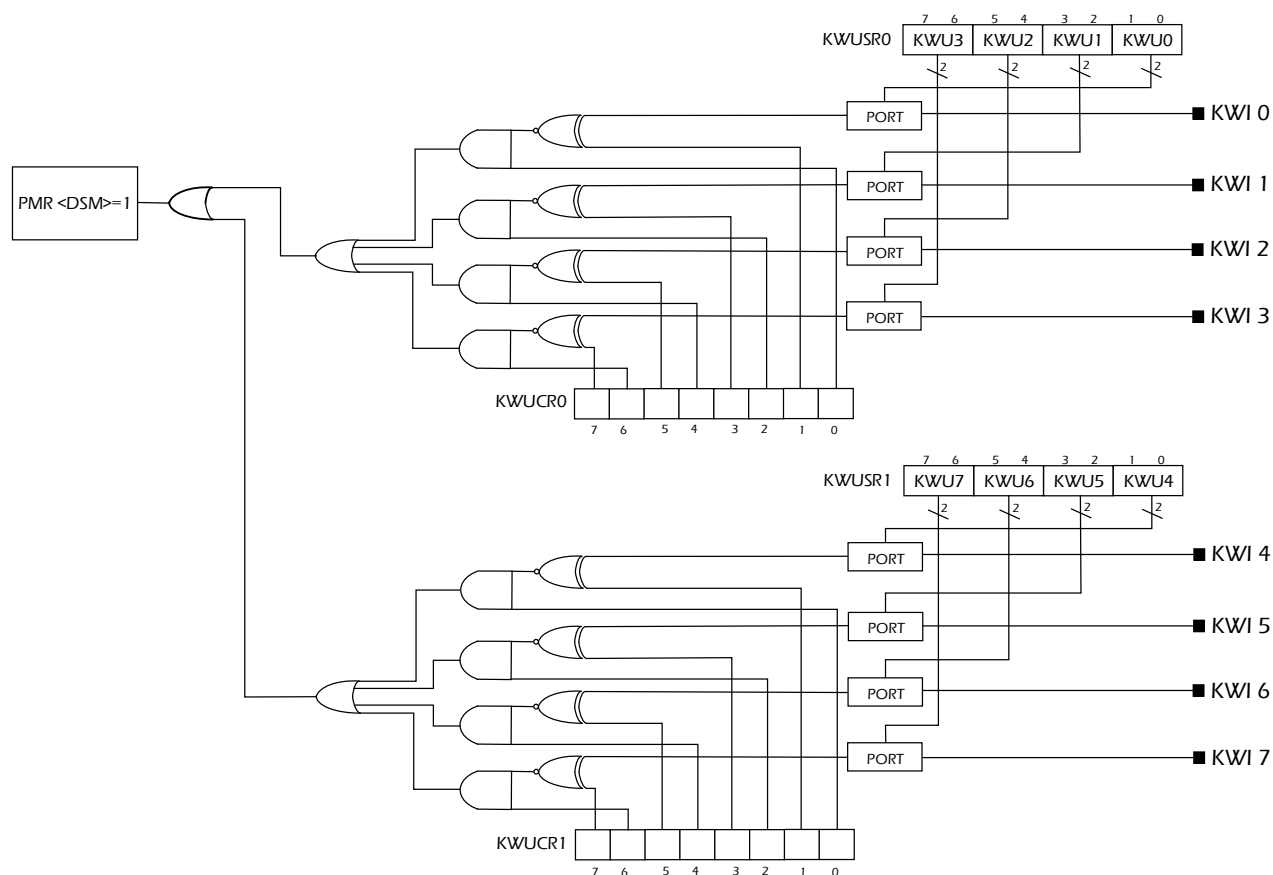 7 6 5 4 3 2 1 0
KWUSR0 KWU3 KWU2 KWU1 KWU0
2 2 2 2
PORT KWI 0
PORT KWI 1
PMR <DSM>=1
PORT KWI 2
PORT KWI 3
KWUCR0
7 6 5 4 3 2 1 0
7 6 5 4 3 2 1 0
KWUSR1 KWU7 KWU6 KWU5 KWU4
2 2 2 2
PORT KWI 4
PORT KWI 5
PORT KWI 6
PORT KWI 7
KWUCR1
7 6 5 4 3 2 1 0